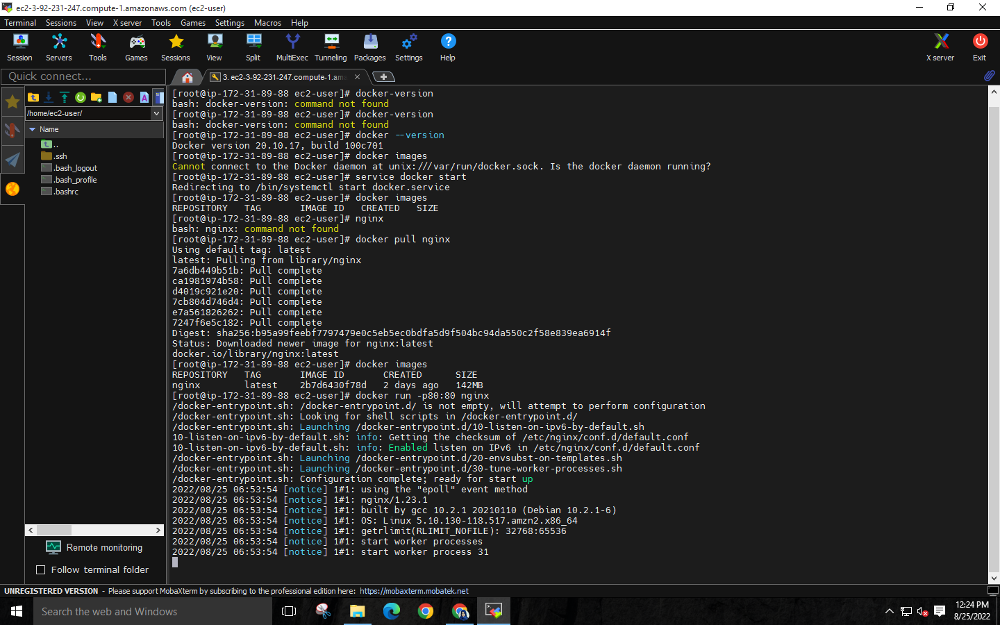 ec2-3-92-231-247.compute-1.amazonaws.com (ec2-user)
Terminal Sessions View X server Tools Games Settings Macros Help
Session Servers Tools Games Sessions View Split MultiExec Tunneling Packages Settings Help X server Exit
Quick connect...
3. ec2-3-92-231-247.compute-1.ama
/home/ec2-user/
Name
..
.ssh
.bash_logout
.bash_profile
.bashrc
Remote monitoring
Follow terminal folder
[root@ip-172-31-89-88 ec2-user]# docker-version
bash: docker-version: command not found
[root@ip-172-31-89-88 ec2-user]# docker-version
bash: docker-version: command not found
[root@ip-172-31-89-88 ec2-user]# docker --version
Docker version 20.10.17, build 100c701
[root@ip-172-31-89-88 ec2-user]# docker images
Cannot connect to the Docker daemon at unix:///var/run/docker.sock. Is the docker daemon running?
[root@ip-172-31-89-88 ec2-user]# service docker start
Redirecting to /bin/systemctl start docker.service
[root@ip-172-31-89-88 ec2-user]# docker images
REPOSITORY   TAG       IMAGE ID   CREATED   SIZE
[root@ip-172-31-89-88 ec2-user]# nginx
bash: nginx: command not found
[root@ip-172-31-89-88 ec2-user]# docker pull nginx
Using default tag: latest
latest: Pulling from library/nginx
7a6db449b51b: Pull complete
ca1981974b58: Pull complete
d4019c921e20: Pull complete
7cb804d746d4: Pull complete
e7a561826262: Pull complete
7247f6e5c182: Pull complete
Digest: sha256:b95a99feebf7797479e0c5eb5ec0bdfa5d9f504bc94da550c2f58e839ea6914f
Status: Downloaded newer image for nginx:latest
docker.io/library/nginx:latest
[root@ip-172-31-89-88 ec2-user]# docker images
REPOSITORY   TAG       IMAGE ID       CREATED      SIZE
nginx        latest    2b7d6430f78d   2 days ago   142MB
[root@ip-172-31-89-88 ec2-user]# docker run -p80:80 nginx
/docker-entrypoint.sh: /docker-entrypoint.d/ is not empty, will attempt to perform configuration
/docker-entrypoint.sh: Looking for shell scripts in /docker-entrypoint.d/
/docker-entrypoint.sh: Launching /docker-entrypoint.d/10-listen-on-ipv6-by-default.sh
10-listen-on-ipv6-by-default.sh: info: Getting the checksum of /etc/nginx/conf.d/default.conf
10-listen-on-ipv6-by-default.sh: info: Enabled listen on IPv6 in /etc/nginx/conf.d/default.conf
/docker-entrypoint.sh: Launching /docker-entrypoint.d/20-envsubst-on-templates.sh
/docker-entrypoint.sh: Launching /docker-entrypoint.d/30-tune-worker-processes.sh
/docker-entrypoint.sh: Configuration complete; ready for start up
2022/08/25 06:53:54 [notice] 1#1: using the "epoll" event method
2022/08/25 06:53:54 [notice] 1#1: nginx/1.23.1
2022/08/25 06:53:54 [notice] 1#1: built by gcc 10.2.1 20210110 (Debian 10.2.1-6)
2022/08/25 06:53:54 [notice] 1#1: OS: Linux 5.10.130-118.517.amzn2.x86_64
2022/08/25 06:53:54 [notice] 1#1: getrlimit(RLIMIT_NOFILE): 32768:65536
2022/08/25 06:53:54 [notice] 1#1: start worker processes
2022/08/25 06:53:54 [notice] 1#1: start worker process 31
UNREGISTERED VERSION - Please support MobaXterm by subscribing to the professional edition here: https://mobaxterm.mobatek.net
Search the web and Windows
12:24 PM
8/25/2022